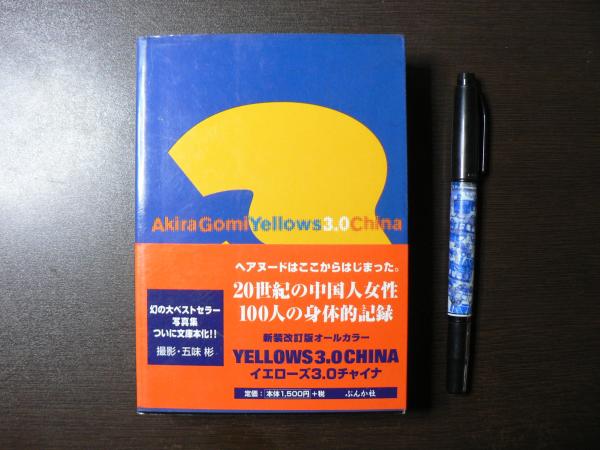 Akira Gomi Yellows 3.0 China
ヘアヌードはここからはじまった。
20世紀の中国人女性
100人の身体的記録
幻の大ベストセラー
写真集
ついに文庫本化!!
撮影・五味 彬
新装改訂版オールカラー
YELLOWS 3.0 CHINA
イエローズ3.0チャイナ
定価：本体1,500円+税
ぶんか社